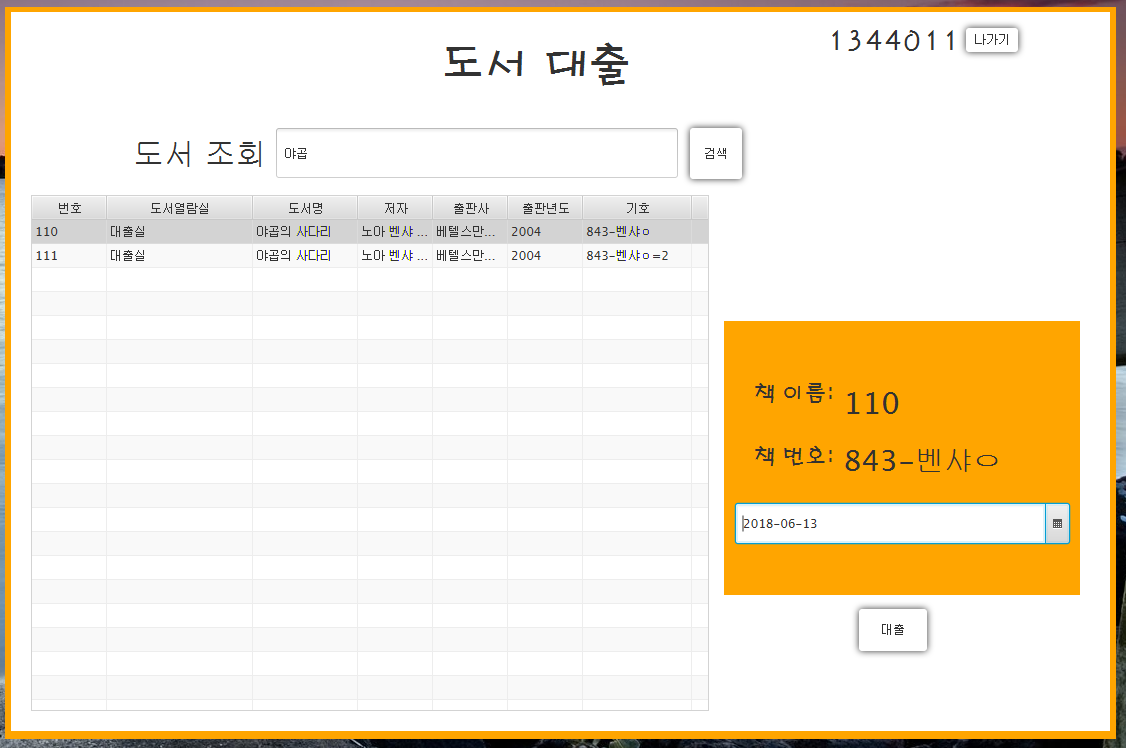 1344011 나가기
도서 대출
도서 조회 야곱 검색
번호 도서열람실 도서명 저자 출판사 출판년도 기호
110 대출실 야곱의 사다리 노아 벤샤 ... 베텔스만... 2004 843-벤샤ㅇ
111 대출실 야곱의 사다리 노아 벤샤 ... 베텔스만... 2004 843-벤샤ㅇ=2
책 이름: 110
책 번호: 843-벤샤ㅇ
2018-06-13
대출